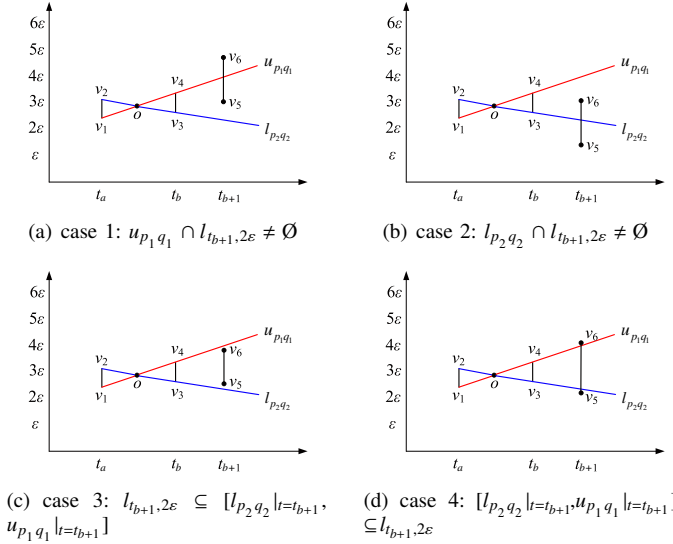 6ε
5ε
4ε
3ε
2ε
ε
v₂
v₁
o
v₄
v₃
v₆
v₅
u_{p₁q₁}
l_{p₂q₂}
t_a
t_b
t_{b+1}
(a) case 1: u_{p₁q₁} ∩ l_{t_{b+1},2ε} ≠ Ø
6ε
5ε
4ε
3ε
2ε
ε
v₂
v₁
o
v₄
v₃
v₆
v₅
u_{p₁q₁}
l_{p₂q₂}
t_a
t_b
t_{b+1}
(b) case 2: l_{p₂q₂} ∩ l_{t_{b+1},2ε} ≠ Ø
6ε
5ε
4ε
3ε
2ε
ε
v₂
v₁
o
v₄
v₃
v₆
v₅
u_{p₁q₁}
l_{p₂q₂}
t_a
t_b
t_{b+1}
(c) case 3: l_{t_{b+1},2ε} ⊆ [l_{p₂q₂}|_{t=t_{b+1}},
u_{p₁q₁}|_{t=t_{b+1}}]
6ε
5ε
4ε
3ε
2ε
ε
v₂
v₁
o
v₄
v₃
v₆
v₅
u_{p₁q₁}
l_{p₂q₂}
t_a
t_b
t_{b+1}
(d) case 4: [l_{p₂q₂}|_{t=t_{b+1}},u_{p₁q₁}|_{t=t_{b+1}}]
⊆l_{t_{b+1},2ε}